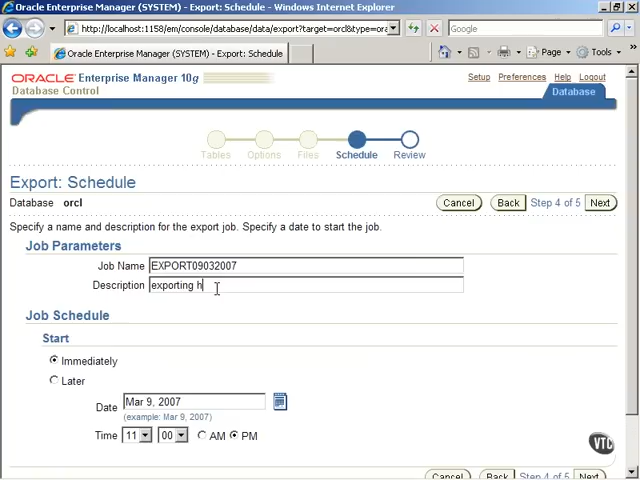 Oracle Enterprise Manager (SYSTEM) - Export: Schedule - Windows Internet Explorer
http://localhost:1158/em/console/database/data/export?target=orcl&type=ora
Google
Oracle Enterprise Manager (SYSTEM) - Export: Schedule
Page
Tools
ORACLE Enterprise Manager 10g
Database Control
Setup Preferences Help Logout
Database
Tables Options Files Schedule Review
Export: Schedule
Database orcl
Cancel Back Step 4 of 5 Next
Specify a name and description for the export job. Specify a date to start the job.
Job Parameters
Job Name EXPORT09032007
Description exporting h
Job Schedule
Start
Immediately
Later
Date Mar 9, 2007
(example: Mar 9, 2007)
Time 11 00 AM PM
VTC
Cancel Back Step 4 of 5 Next